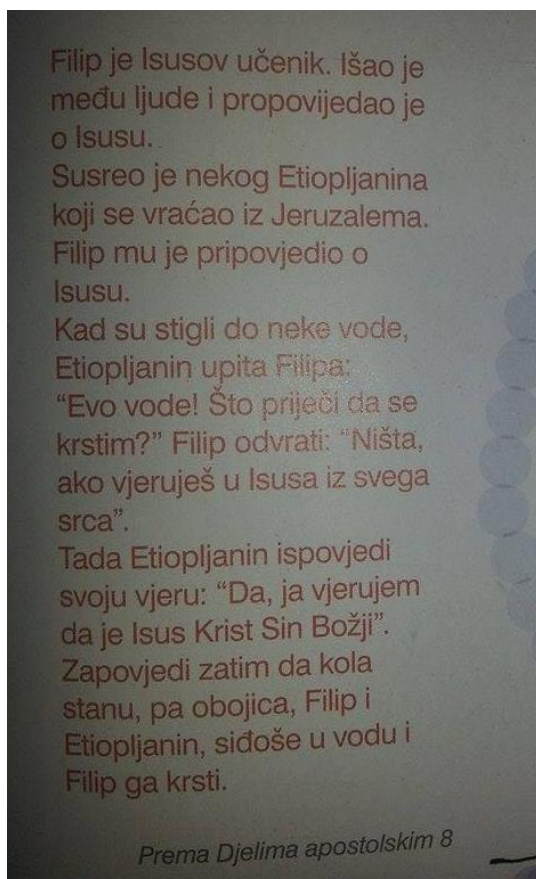 Filip je Isusov učenik. Išao je
među ljude i propovijedao je
o Isusu.
Susreo je nekog Etiopljanina
koji se vraćao iz Jeruzalema.
Filip mu je pripovjedio o
Isusu.
Kad su stigli do neke vode,
Etiopljanin upita Filipa:
“Evo vode! Što priječi da se
krstim?” Filip odvrati: “Ništa,
ako vjeruješ u Isusa iz svega
srca”.
Tada Etiopljanin ispovjedi
svoju vjeru: “Da, ja vjerujem
da je Isus Krist Sin Božji”.
Zapovjedi zatim da kola
stanu, pa obojica, Filip i
Etiopljanin, siđoše u vodu i
Filip ga krsti.
Prema Djelima apostolskim 8